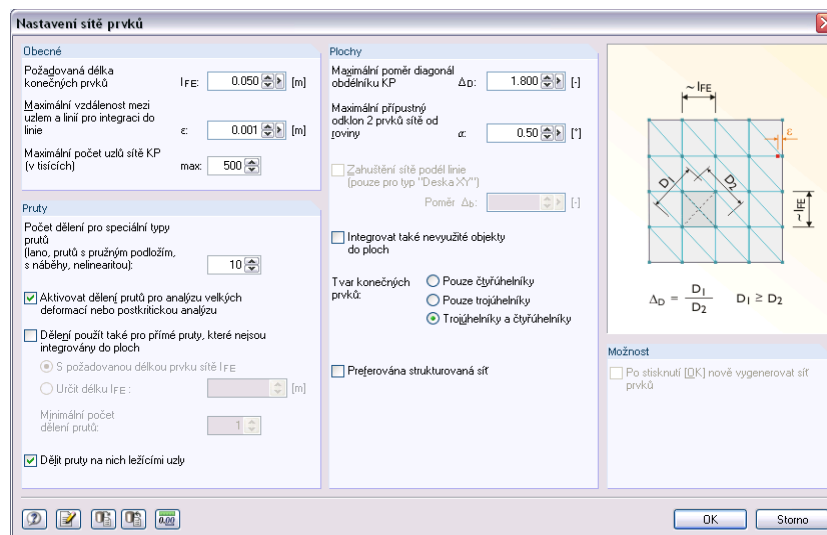 Nastavení sítě prvků
Obecné
Požadovaná délka
konečných prvků
lFE:
0.050
[m]
Maximální vzdálenost mezi
uzlem a linií pro integraci do
linie
ε:
0.001
[m]
Maximální počet uzlů sítě KP
(v tisících)
max:
500
Pruty
Počet dělení pro speciální typy
prutů
(lano, prutů s pružným podložím,
s náběhy, nelinearitou):
10
Aktivovat dělení prutů pro analýzu velkých
deformací nebo postkritickou analýzu
Dělení použít také pro přímé pruty, které nejsou
integrovány do ploch
S požadovanou délkou prvku sítě lFE
Určit délku lFE :
[m]
Minimální počet
dělení prutů:
1
Dělit pruty na nich ležícími uzly
Plochy
Maximální poměr diagonál
obdélníku KP
ΔD:
1.800
[-]
Maximální přípustný
odklon 2 prvků sítě od
roviny
α:
0.50
[°]
Zahuštění sítě podél linie
(pouze pro typ "Deska XY")
Poměr Δb:
[-]
Integrovat také nevyužité objekty
do ploch
Tvar konečných
prvků:
Pouze čtyřúhelníky
Pouze trojúhelníky
Trojúhelníky a čtyřúhelníky
Preferována strukturovaná síť
~ lFE
ε
D1
D2
~ lFE
ΔD = D1 / D2
D1 ≥ D2
Možnost
Po stisknutí [OK] nově vygenerovat síť
prvků
0.00
OK
Storno